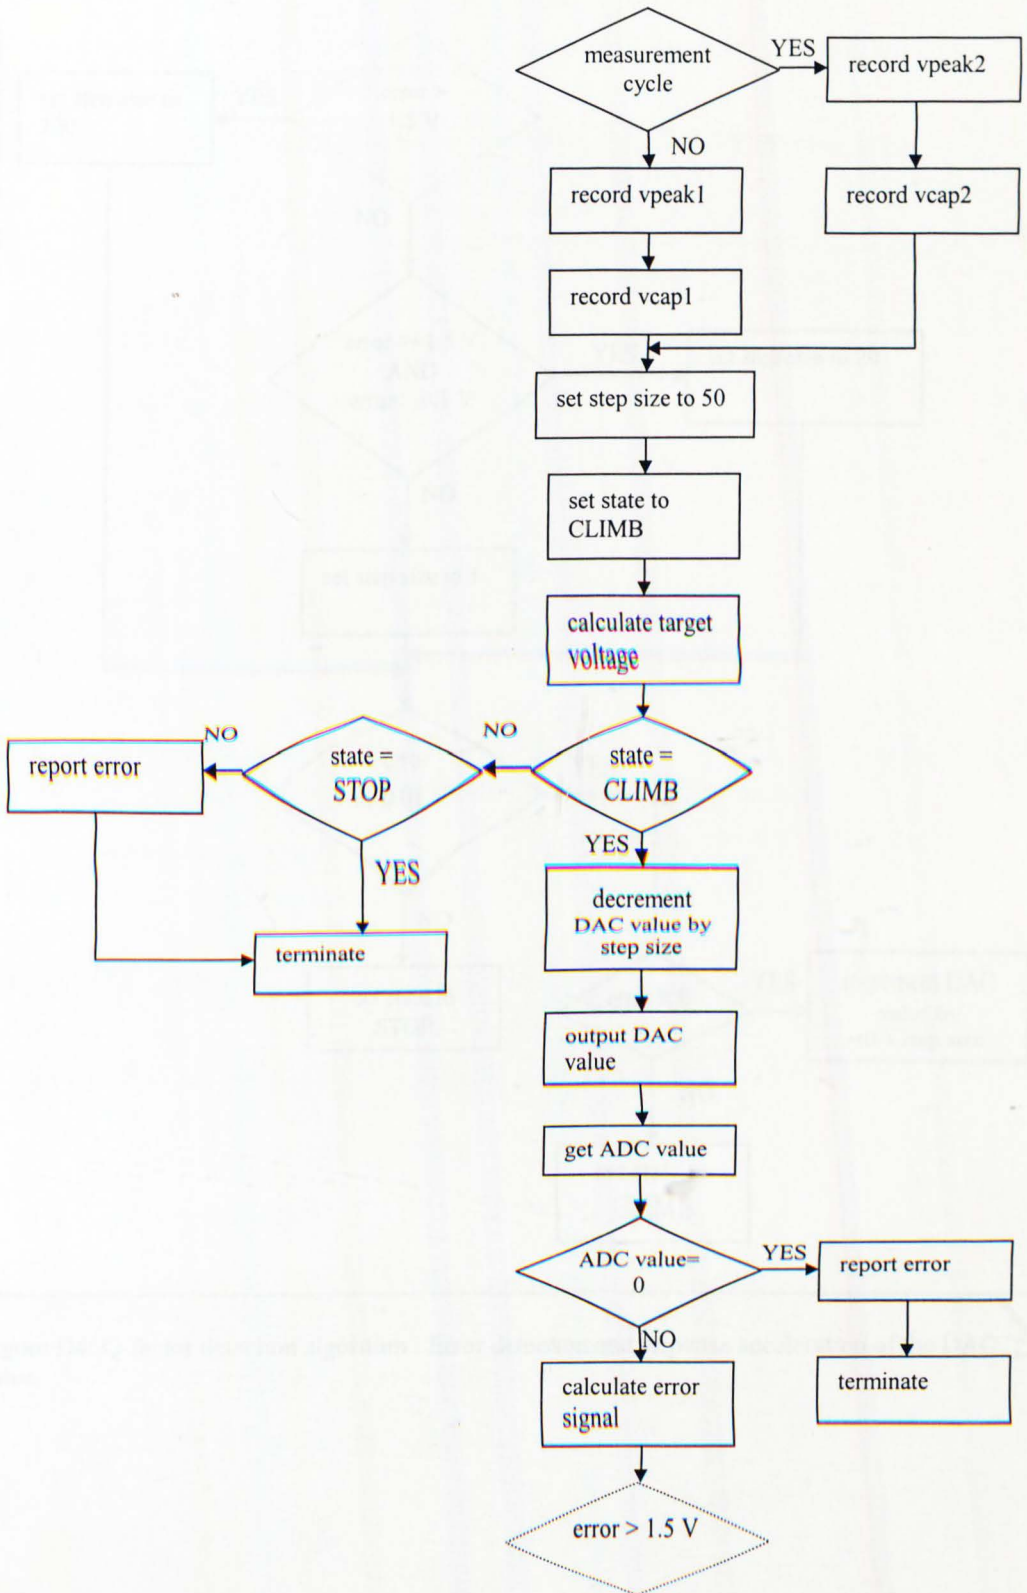 measurement
cycle
YES
record vpeak2
NO
record vpeak1
record vcap2
record vcap1
set step size to 50
set state to
CLIMB
calculate target
voltage
state =
CLIMB
NO
state =
STOP
NO
report error
YES
YES
terminate
decrement
DAC value by
step size
output DAC
value
get ADC value
ADC value=
0
YES
report error
NO
terminate
calculate error
signal
error > 1.5 V